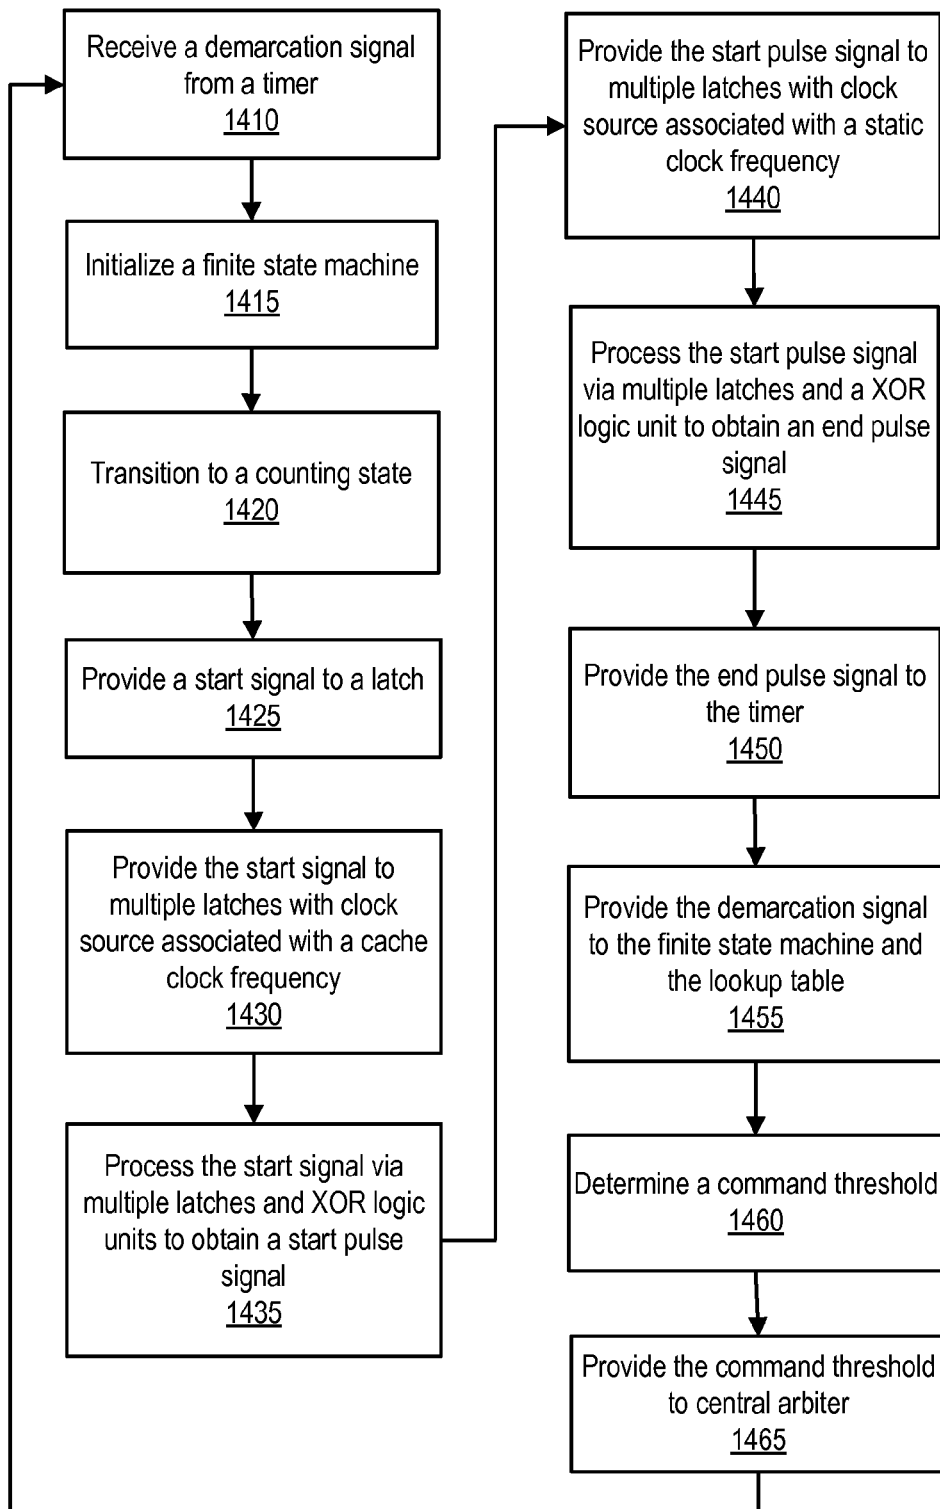 Receive a demarcation signal
from a timer
1410
Initialize a finite state machine
1415
Transition to a counting state
1420
Provide a start signal to a latch
1425
Provide the start signal to
multiple latches with clock
source associated with a cache
clock frequency
1430
Process the start signal via
multiple latches and XOR logic
units to obtain a start pulse
signal
1435
Provide the start pulse signal to
multiple latches with clock
source associated with a static
clock frequency
1440
Process the start pulse signal
via multiple latches and a XOR
logic unit to obtain an end pulse
signal
1445
Provide the end pulse signal to
the timer
1450
Provide the demarcation signal
to the finite state machine and
the lookup table
1455
Determine a command threshold
1460
Provide the command threshold
to central arbiter
1465